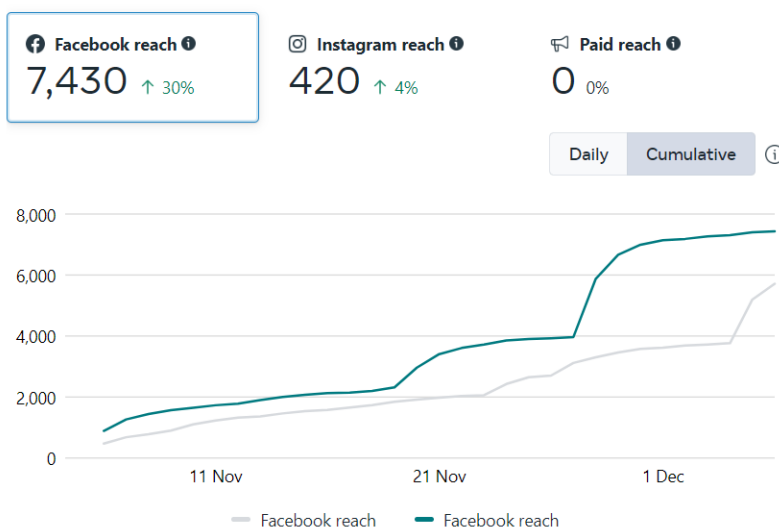 Facebook reach
7,430 ↑ 30%
Instagram reach
420 ↑ 4%
Paid reach
0 0%
Daily Cumulative
8,000
6,000
4,000
2,000
0
11 Nov 21 Nov 1 Dec
Facebook reach Facebook reach